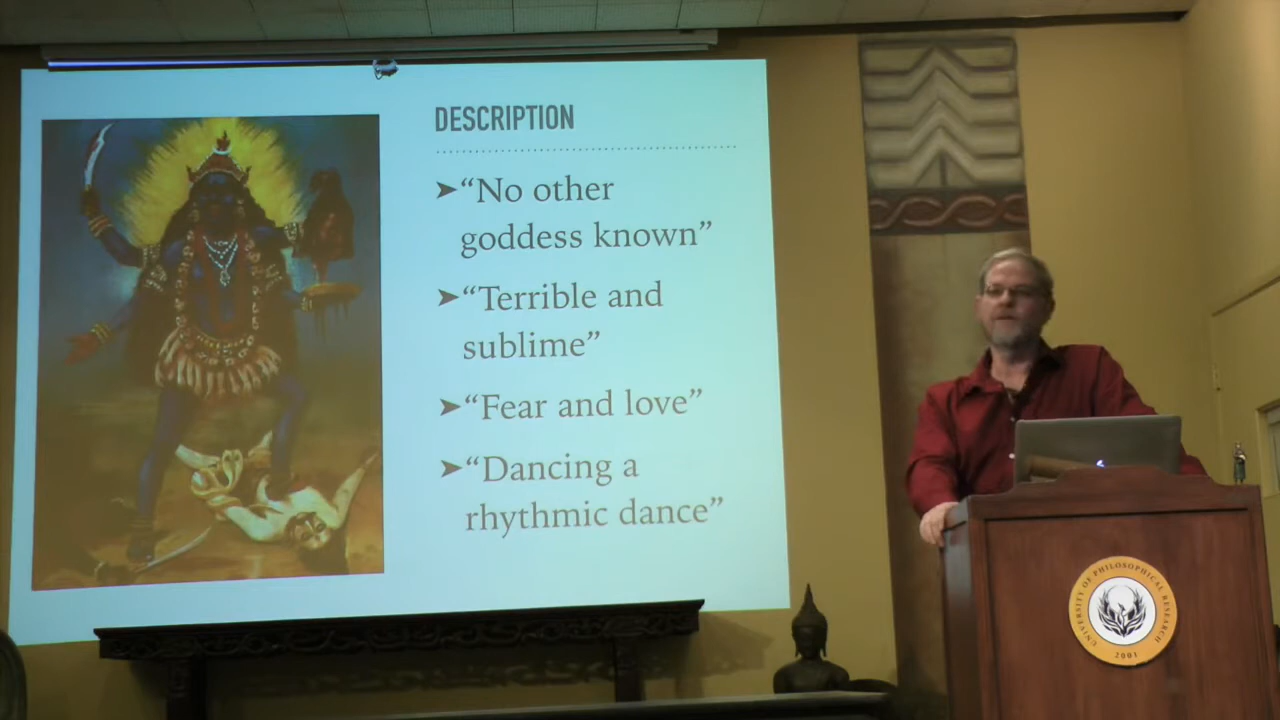 DESCRIPTION
➤“No other
goddess known”
➤“Terrible and
sublime”
➤“Fear and love”
➤“Dancing a
rhythmic dance”
UNIVERSITY OF PHILOSOPHICAL RESEARCH
2001